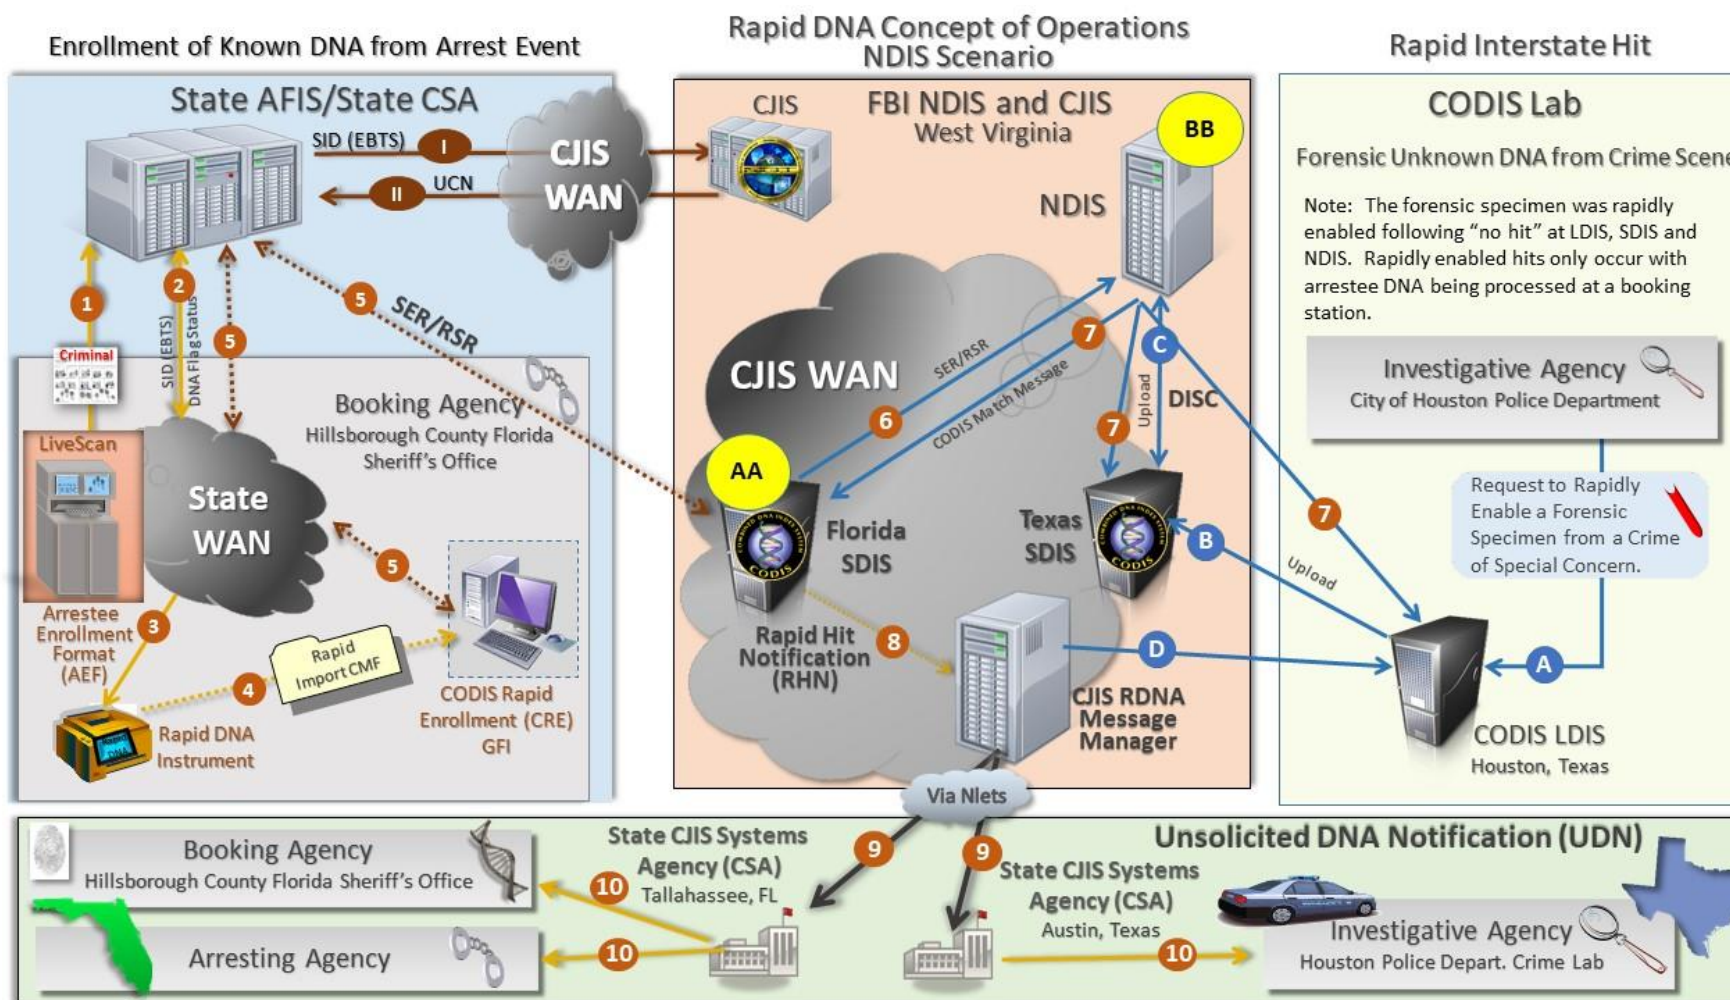 Enrollment of Known DNA from Arrest Event
Rapid DNA Concept of Operations
NDIS Scenario
Rapid Interstate Hit
State AFIS/State CSA
SID (EBTS)
I
II
UCN
CJIS
WAN
1
2
SID (EBTS)
DNA Flag Status
5
5
SER/RSR
Criminal
LiveScan
Booking Agency
Hillsborough County Florida
Sheriff's Office
State
WAN
5
Arrestee
Enrollment
Format
(AEF)
3
4
Rapid
Import CMF
Rapid DNA
Instrument
CODIS Rapid
Enrollment (CRE)
GFI
CJIS
FBI NDIS and CJIS
West Virginia
BB
NDIS
CJIS WAN
SER/RSR
6
7
CODIS Match Message
C
7
Upload
DISC
AA
Florida
SDIS
CODIS
Texas
SDIS
COMBINED DNA INDEX SYSTEM
CODIS
Rapid Hit
Notification
(RHN)
8
D
CJIS RDNA
Message
Manager
Via Nlets
CODIS Lab
Forensic Unknown DNA from Crime Scene
Note: The forensic specimen was rapidly
enabled following "no hit" at LDIS, SDIS and
NDIS. Rapidly enabled hits only occur with
arrestee DNA being processed at a booking
station.
Investigative Agency
City of Houston Police Department
Request to Rapidly
Enable a Forensic
Specimen from a Crime
of Special Concern.
7
B
Upload
A
CODIS LDIS
Houston, Texas
Booking Agency
Hillsborough County Florida Sheriff's Office
Arresting Agency
10
10
State CJIS Systems
Agency (CSA)
Tallahassee, FL
9
9
State CJIS Systems
Agency (CSA)
Austin, Texas
10
Unsolicited DNA Notification (UDN)
Investigative Agency
Houston Police Depart. Crime Lab